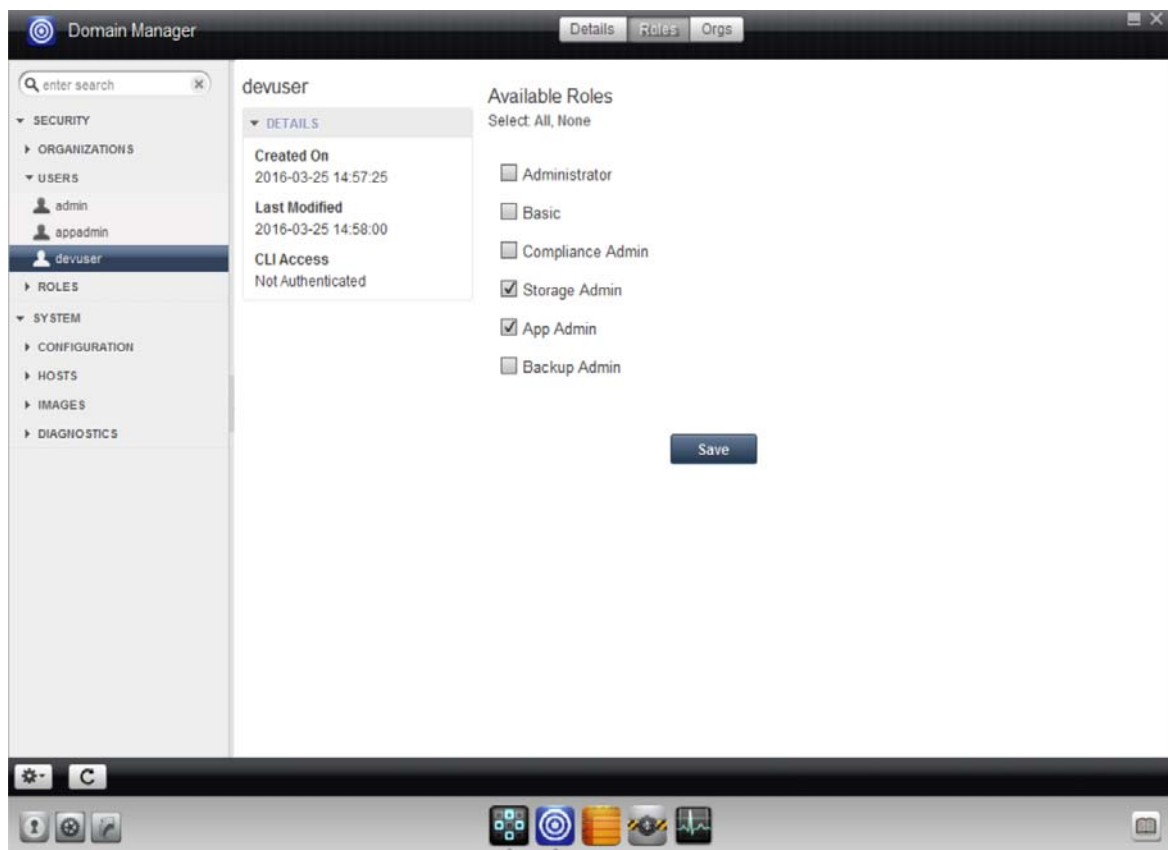 Domain Manager
Details Roles Orgs
enter search
SECURITY
ORGANIZATIONS
USERS
admin
appadmin
devuser
ROLES
SYSTEM
CONFIGURATION
HOSTS
IMAGES
DIAGNOSTICS
devuser
DETAILS
Created On
2016-03-25 14:57:25
Last Modified
2016-03-25 14:58:00
CLI Access
Not Authenticated
Available Roles
Select: All, None
Administrator
Basic
Compliance Admin
Storage Admin
App Admin
Backup Admin
Save